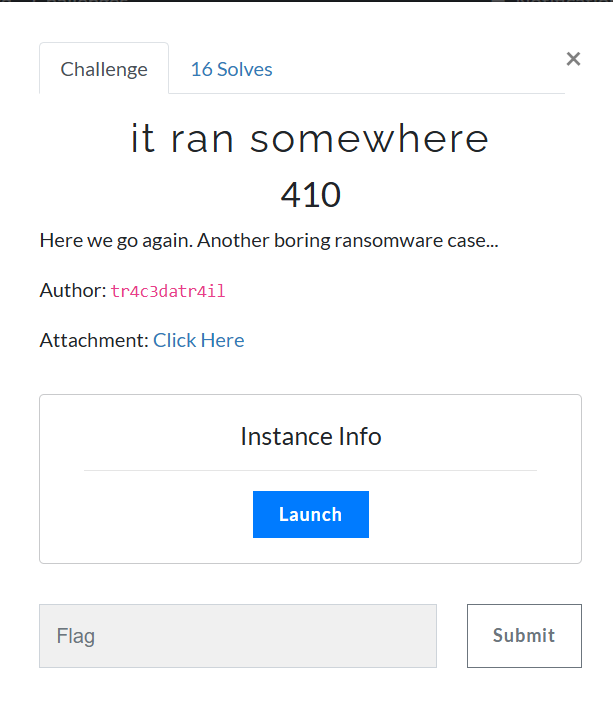 Challenge
16 Solves
×
it ran somewhere
410
Here we go again. Another boring ransomware case...
Author: tr4c3datr4il
Attachment: Click Here
Instance Info
Launch
Flag
Submit